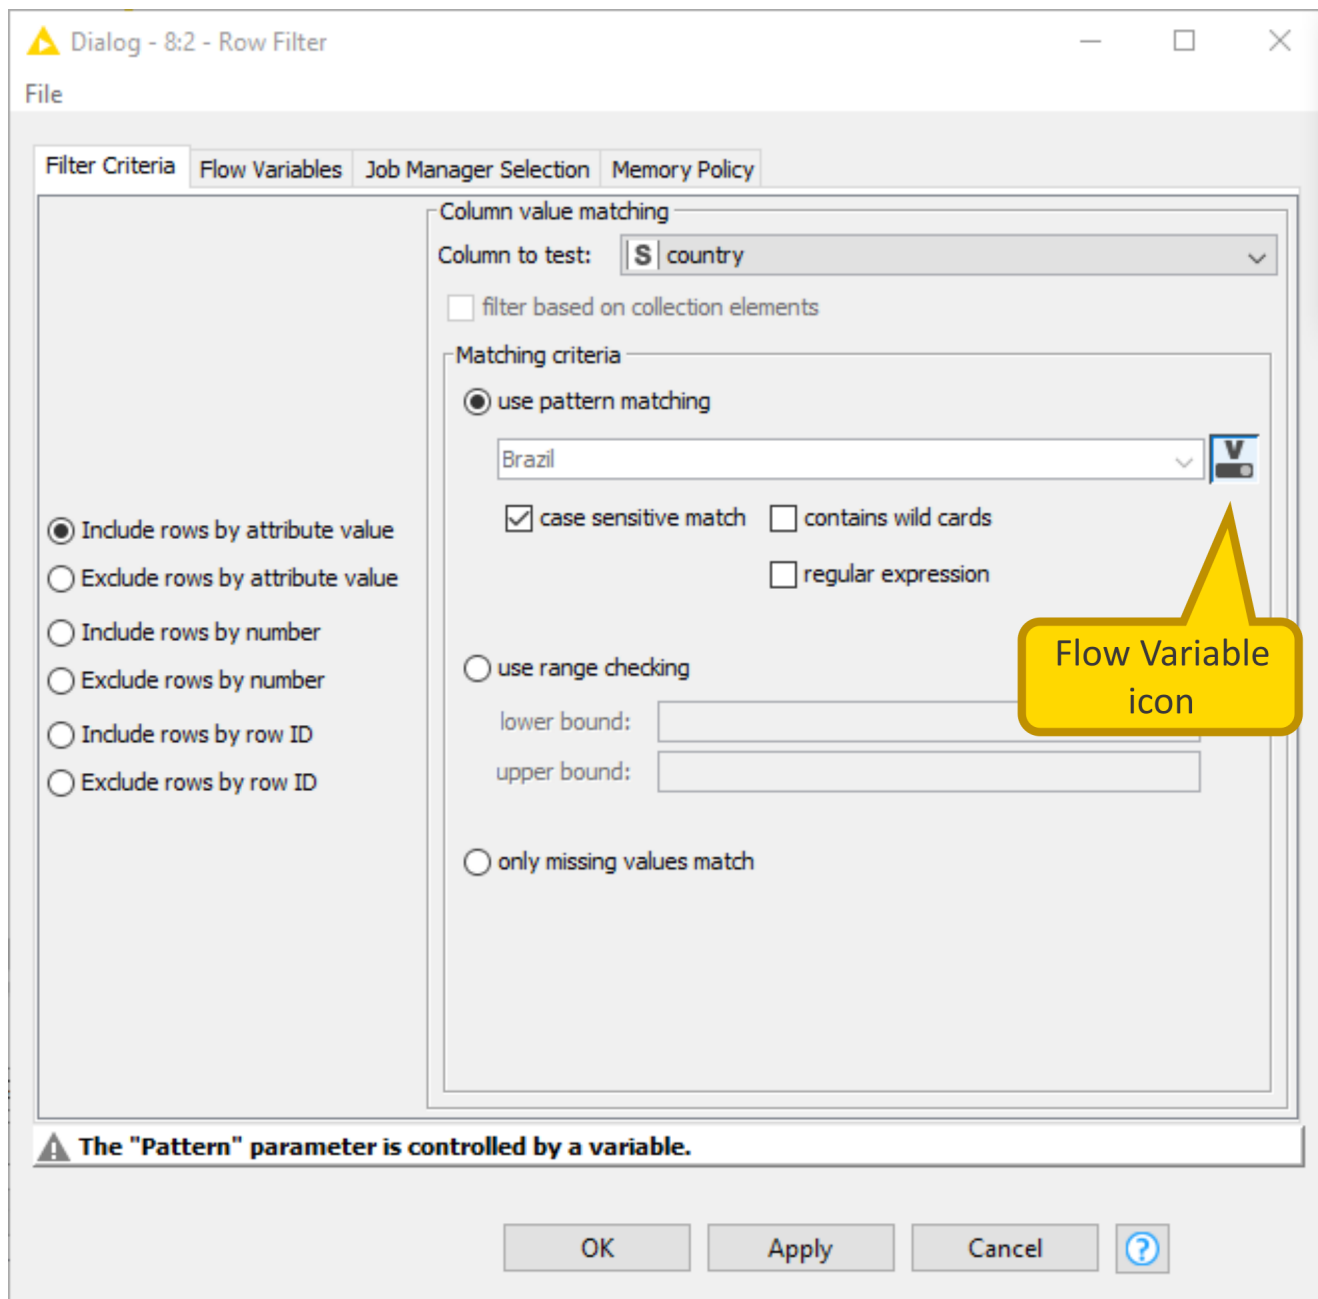 Dialog - 8:2 - Row Filter
File
Filter Criteria
Flow Variables
Job Manager Selection
Memory Policy
Include rows by attribute value
Exclude rows by attribute value
Include rows by number
Exclude rows by number
Include rows by row ID
Exclude rows by row ID
Column value matching
Column to test:
S
country
filter based on collection elements
Matching criteria
use pattern matching
Brazil
V
case sensitive match
contains wild cards
regular expression
Flow Variable
icon
use range checking
lower bound:
upper bound:
only missing values match
The "Pattern" parameter is controlled by a variable.
OK
Apply
Cancel
?